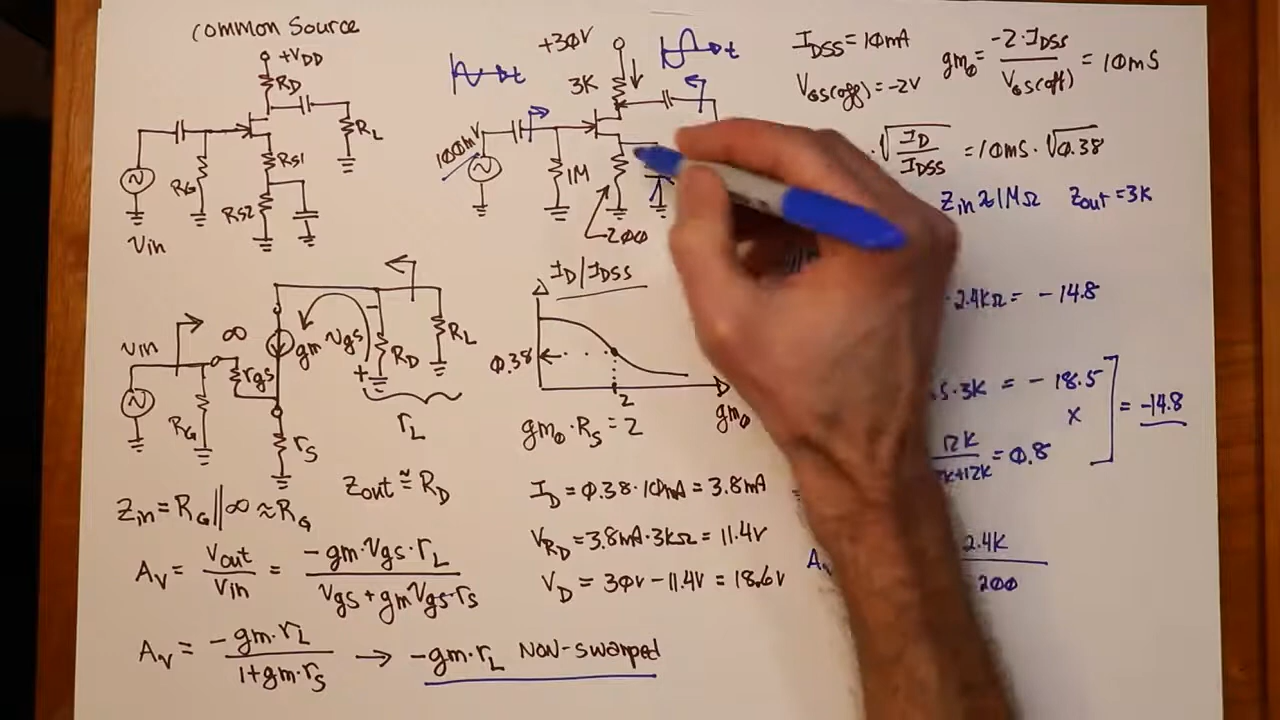 common Source
+VDD
RD
RL
RG
RS1
RS2
Vin
+30V
3K
t
t
100mV
1M
200
IDSS = 10mA
VGS(off) = -2V
gm0 = -2·IDSS / VGS(off) = 10mS
·√(ID / IDSS) = 10mS·√0.38
Zin ≈ 1MΩ Zout = 3K
·2.4KΩ = -14.8
S·3K = -18.5
x
12K / K+12K = 0.8
= -14.8
2.4K
200
Vin
∞
rgs
RG
gm Vgs
+
-
RD
RL
rL
rS
Zin = RG || ∞ ≈ RG
Zout ≅ RD
AV = Vout / Vin = -gm·Vgs·rL / Vgs + gm Vgs·rS
AV = -gm·rL / 1+gm·rS → -gm·rL Non-swamped
ID/IDSS
0.38
2
gm0
gm0·RS = 2
ID = 0.38·10mA = 3.8mA
VRD = 3.8mA·3KΩ = 11.4V
VD = 30V - 11.4V = 18.6V